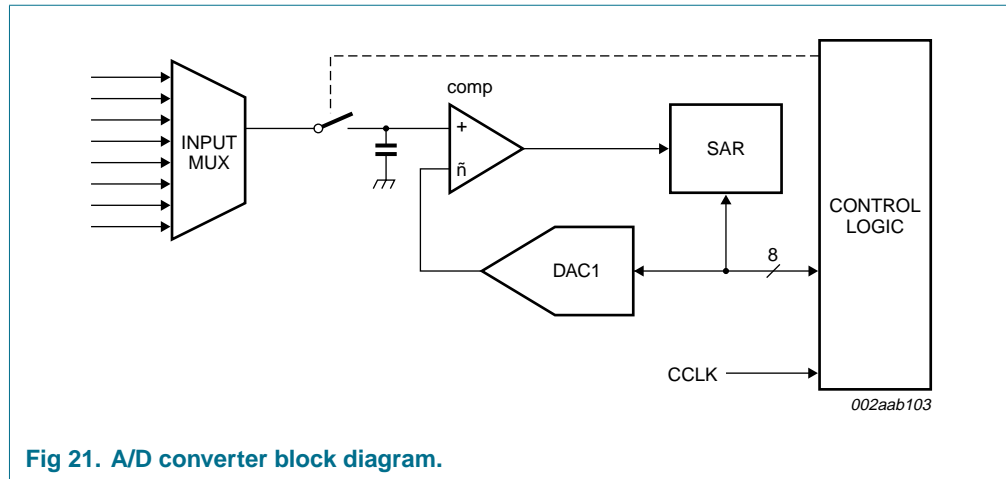 comp
INPUT
MUX
+
ñ
SAR
CONTROL
LOGIC
DAC1
8
CCLK
002aab103
Fig 21. A/D converter block diagram.